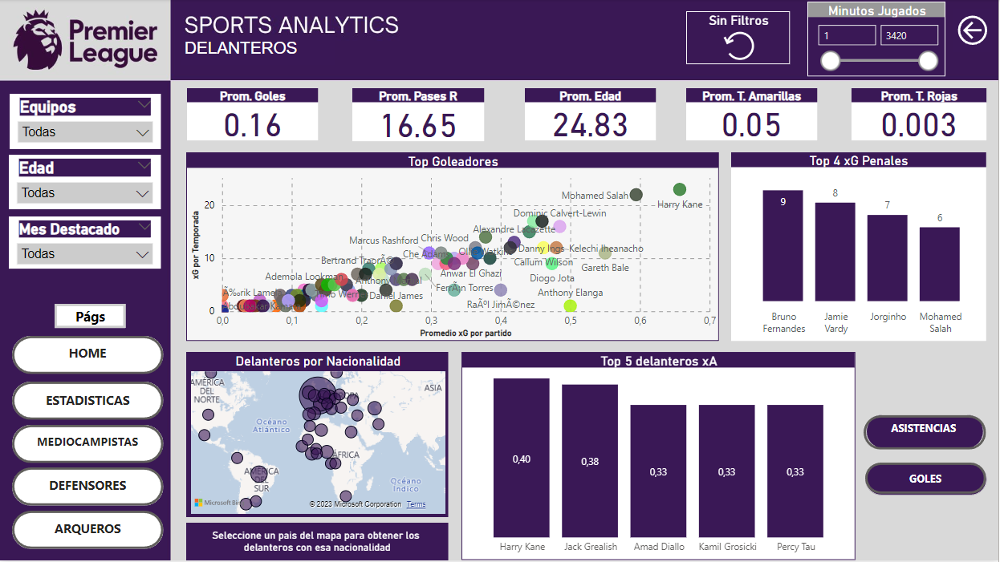 Premier
League
SPORTS ANALYTICS
DELANTEROS
Sin Filtros
Minutos Jugados
1
3420
Equipos
Todas
Edad
Todas
Mes Destacado
Todas
Págs
HOME
ESTADISTICAS
MEDIOCAMPISTAS
DEFENSORES
ARQUEROS
Prom. Goles
0.16
Prom. Pases R
16.65
Prom. Edad
24.83
Prom. T. Amarillas
0.05
Prom. T. Rojas
0.003
Top Goleadores
xG por Temporada
20
10
0
Mohamed Salah
Harry Kane
Dominic Calvert-Lewin
Alexandre Lacazette
Marcus Rashford
Chris Wood
Che Adams
Danny Ings
Kelechi Iheanacho
Bertrand TraorÃ©
Callum Wilson
Gareth Bale
Ademola Lookman
Anwar El Ghazi
Diogo Jota
Anthony
FerrÃ¡n Torres
Anthony Elanga
Ã‰rik Lamela
Timo Werner
Daniel James
RaÃºl JimÃ©nez
Abdoubakar Kamara
0,0
0,1
0,2
0,3
0,4
0,5
0,6
0,7
Promedio xG por partido
Top 4 xG Penales
9
8
7
6
Bruno
Fernandes
Jamie
Vardy
Jorginho
Mohamed
Salah
Delanteros por Nacionalidad
AMÉRICA
DEL
NORTE
ASIA
Océano
Atlántico
ÁFRICA
AMÉRICA
DEL
SUR
Océano
Índico
Microsoft Bing
© 2023 Microsoft Corporation
Terms
Seleccione un pais del mapa para obtener los
delanteros con esa nacionalidad
Top 5 delanteros xA
0,40
0,38
0,33
0,33
0,33
Harry Kane
Jack Grealish
Amad Diallo
Kamil Grosicki
Percy Tau
ASISTENCIAS
GOLES